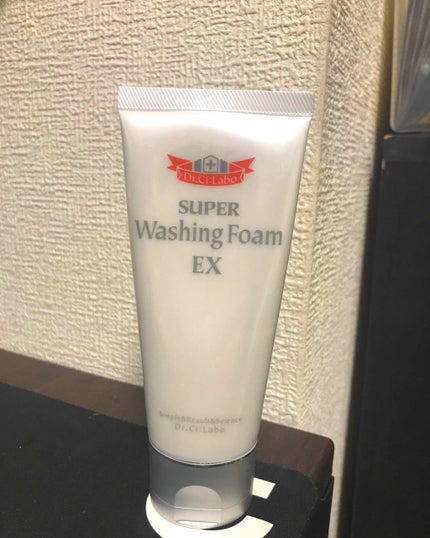 Dr.Ci:Labo
SUPER
Washing Foam
EX
Simple&Result&Science
Dr.Ci:Labo